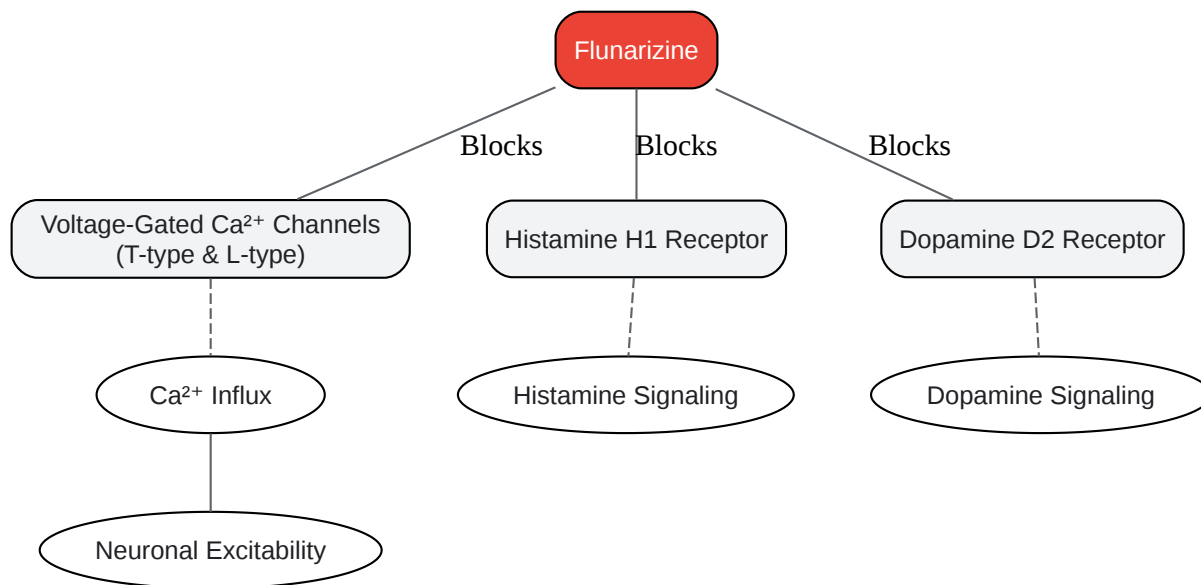 Flunarizine
Blocks
Blocks
Blocks
Voltage-Gated Ca²⁺ Channels
(T-type & L-type)
Histamine H1 Receptor
Dopamine D2 Receptor
Ca²⁺ Influx
Histamine Signaling
Dopamine Signaling
Neuronal Excitability